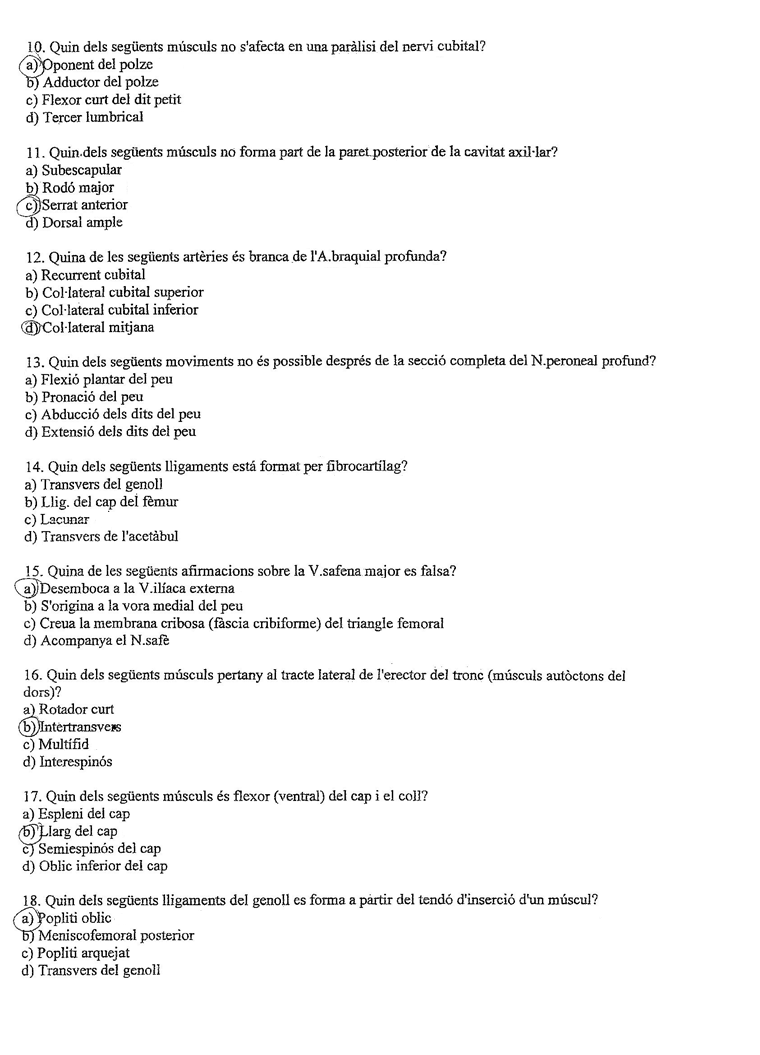 10. Quin dels següents músculs no s'afecta en una paràlisi del nervi cubital?
a) Oponent del polze
b) Adductor del polze
c) Flexor curt del dit petit
d) Tercer lumbrical
11. Quin dels següents músculs no forma part de la paret posterior de la cavitat axil·lar?
a) Subescapular
b) Rodó major
c) Serrat anterior
d) Dorsal ample
12. Quina de les següents artèries és branca de l'A.braquial profunda?
a) Recurrent cubital
b) Col·lateral cubital superior
c) Col·lateral cubital inferior
d) Col·lateral mitjana
13. Quin dels següents moviments no és possible després de la secció completa del N.peroneal profund?
a) Flexió plantar del peu
b) Pronació del peu
c) Abducció dels dits del peu
d) Extensió dels dits del peu
14. Quin dels següents lligaments está format per fibrocartílag?
a) Transvers del genoll
b) Llig. del cap del fèmur
c) Lacunar
d) Transvers de l'acetàbul
15. Quina de les següents afirmacions sobre la V.safena major es falsa?
a) Desemboca a la V.ilíaca externa
b) S'origina a la vora medial del peu
c) Creua la membrana cribosa (fàscia cribiforme) del triangle femoral
d) Acompanya el N.safè
16. Quin dels següents músculs pertany al tracte lateral de l'erector del tronc (músculs autòctons del
dors)?
a) Rotador curt
b) Intertransvers
c) Multífid
d) Interespinós
17. Quin dels següents músculs és flexor (ventral) del cap i el coll?
a) Espleni del cap
b) Llarg del cap
c) Semiespinós del cap
d) Oblic inferior del cap
18. Quin dels següents lligaments del genoll es forma a partir del tendó d'inserció d'un múscul?
a) Popliti oblic
b) Meniscofemoral posterior
c) Popliti arquejat
d) Transvers del genoll